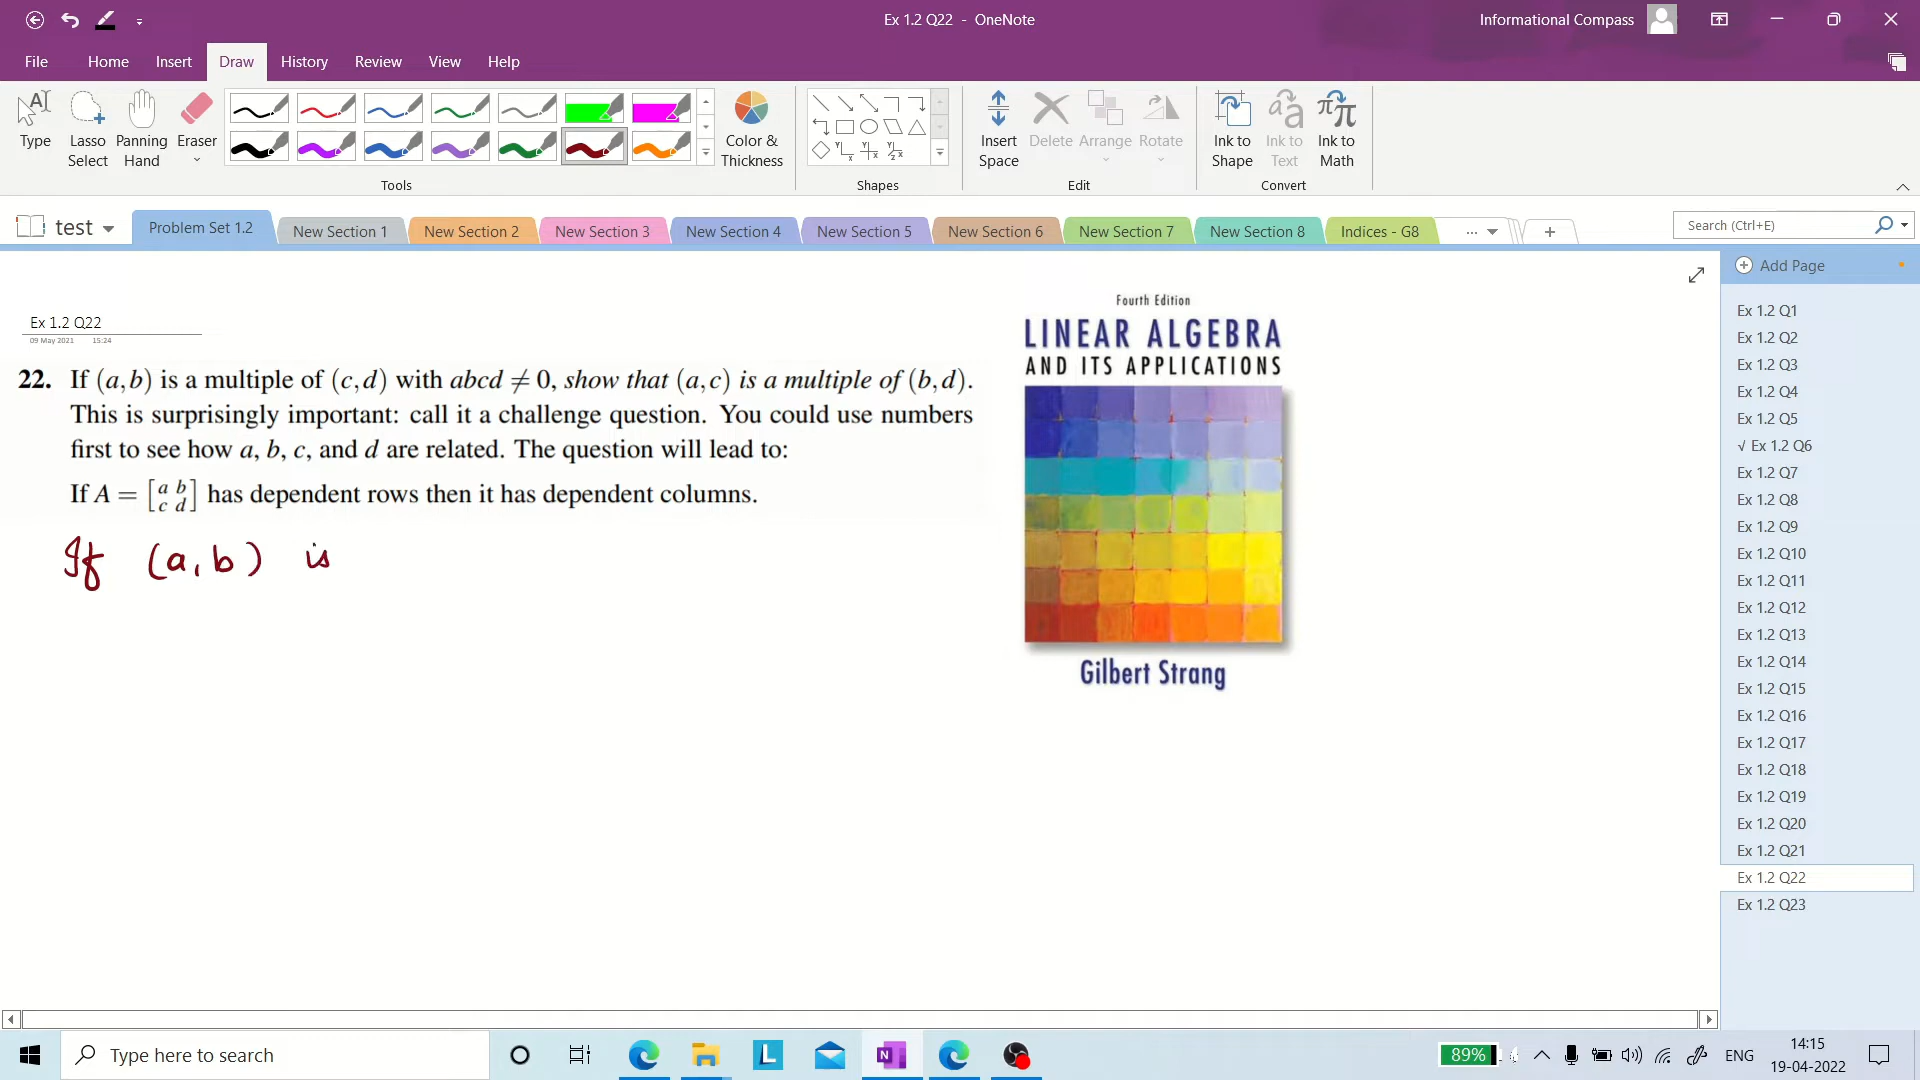 Ex 1.2 Q22 - OneNote
Informational Compass
File Home Insert Draw History Review View Help
Type
Lasso Select
Panning Hand
Eraser
Color & Thickness
Insert Space
Delete
Arrange
Rotate
Ink to Shape
Ink to Text
Ink to Math
Tools
Shapes
Edit
Convert
test
Problem Set 1.2
New Section 1
New Section 2
New Section 3
New Section 4
New Section 5
New Section 6
New Section 7
New Section 8
Indices - G8
Search (Ctrl+E)
Add Page
Ex 1.2 Q22
09 May 2021 15:24
22. If (a,b) is a multiple of (c,d) with abcd ≠ 0, show that (a,c) is a multiple of (b,d).
This is surprisingly important: call it a challenge question. You could use numbers
first to see how a, b, c, and d are related. The question will lead to:
If A = [a b; c d] has dependent rows then it has dependent columns.
If (a,b) is
Fourth Edition
LINEAR ALGEBRA
AND ITS APPLICATIONS
Gilbert Strang
Ex 1.2 Q1
Ex 1.2 Q2
Ex 1.2 Q3
Ex 1.2 Q4
Ex 1.2 Q5
√ Ex 1.2 Q6
Ex 1.2 Q7
Ex 1.2 Q8
Ex 1.2 Q9
Ex 1.2 Q10
Ex 1.2 Q11
Ex 1.2 Q12
Ex 1.2 Q13
Ex 1.2 Q14
Ex 1.2 Q15
Ex 1.2 Q16
Ex 1.2 Q17
Ex 1.2 Q18
Ex 1.2 Q19
Ex 1.2 Q20
Ex 1.2 Q21
Ex 1.2 Q22
Ex 1.2 Q23
Type here to search
89%
ENG
14:15
19-04-2022